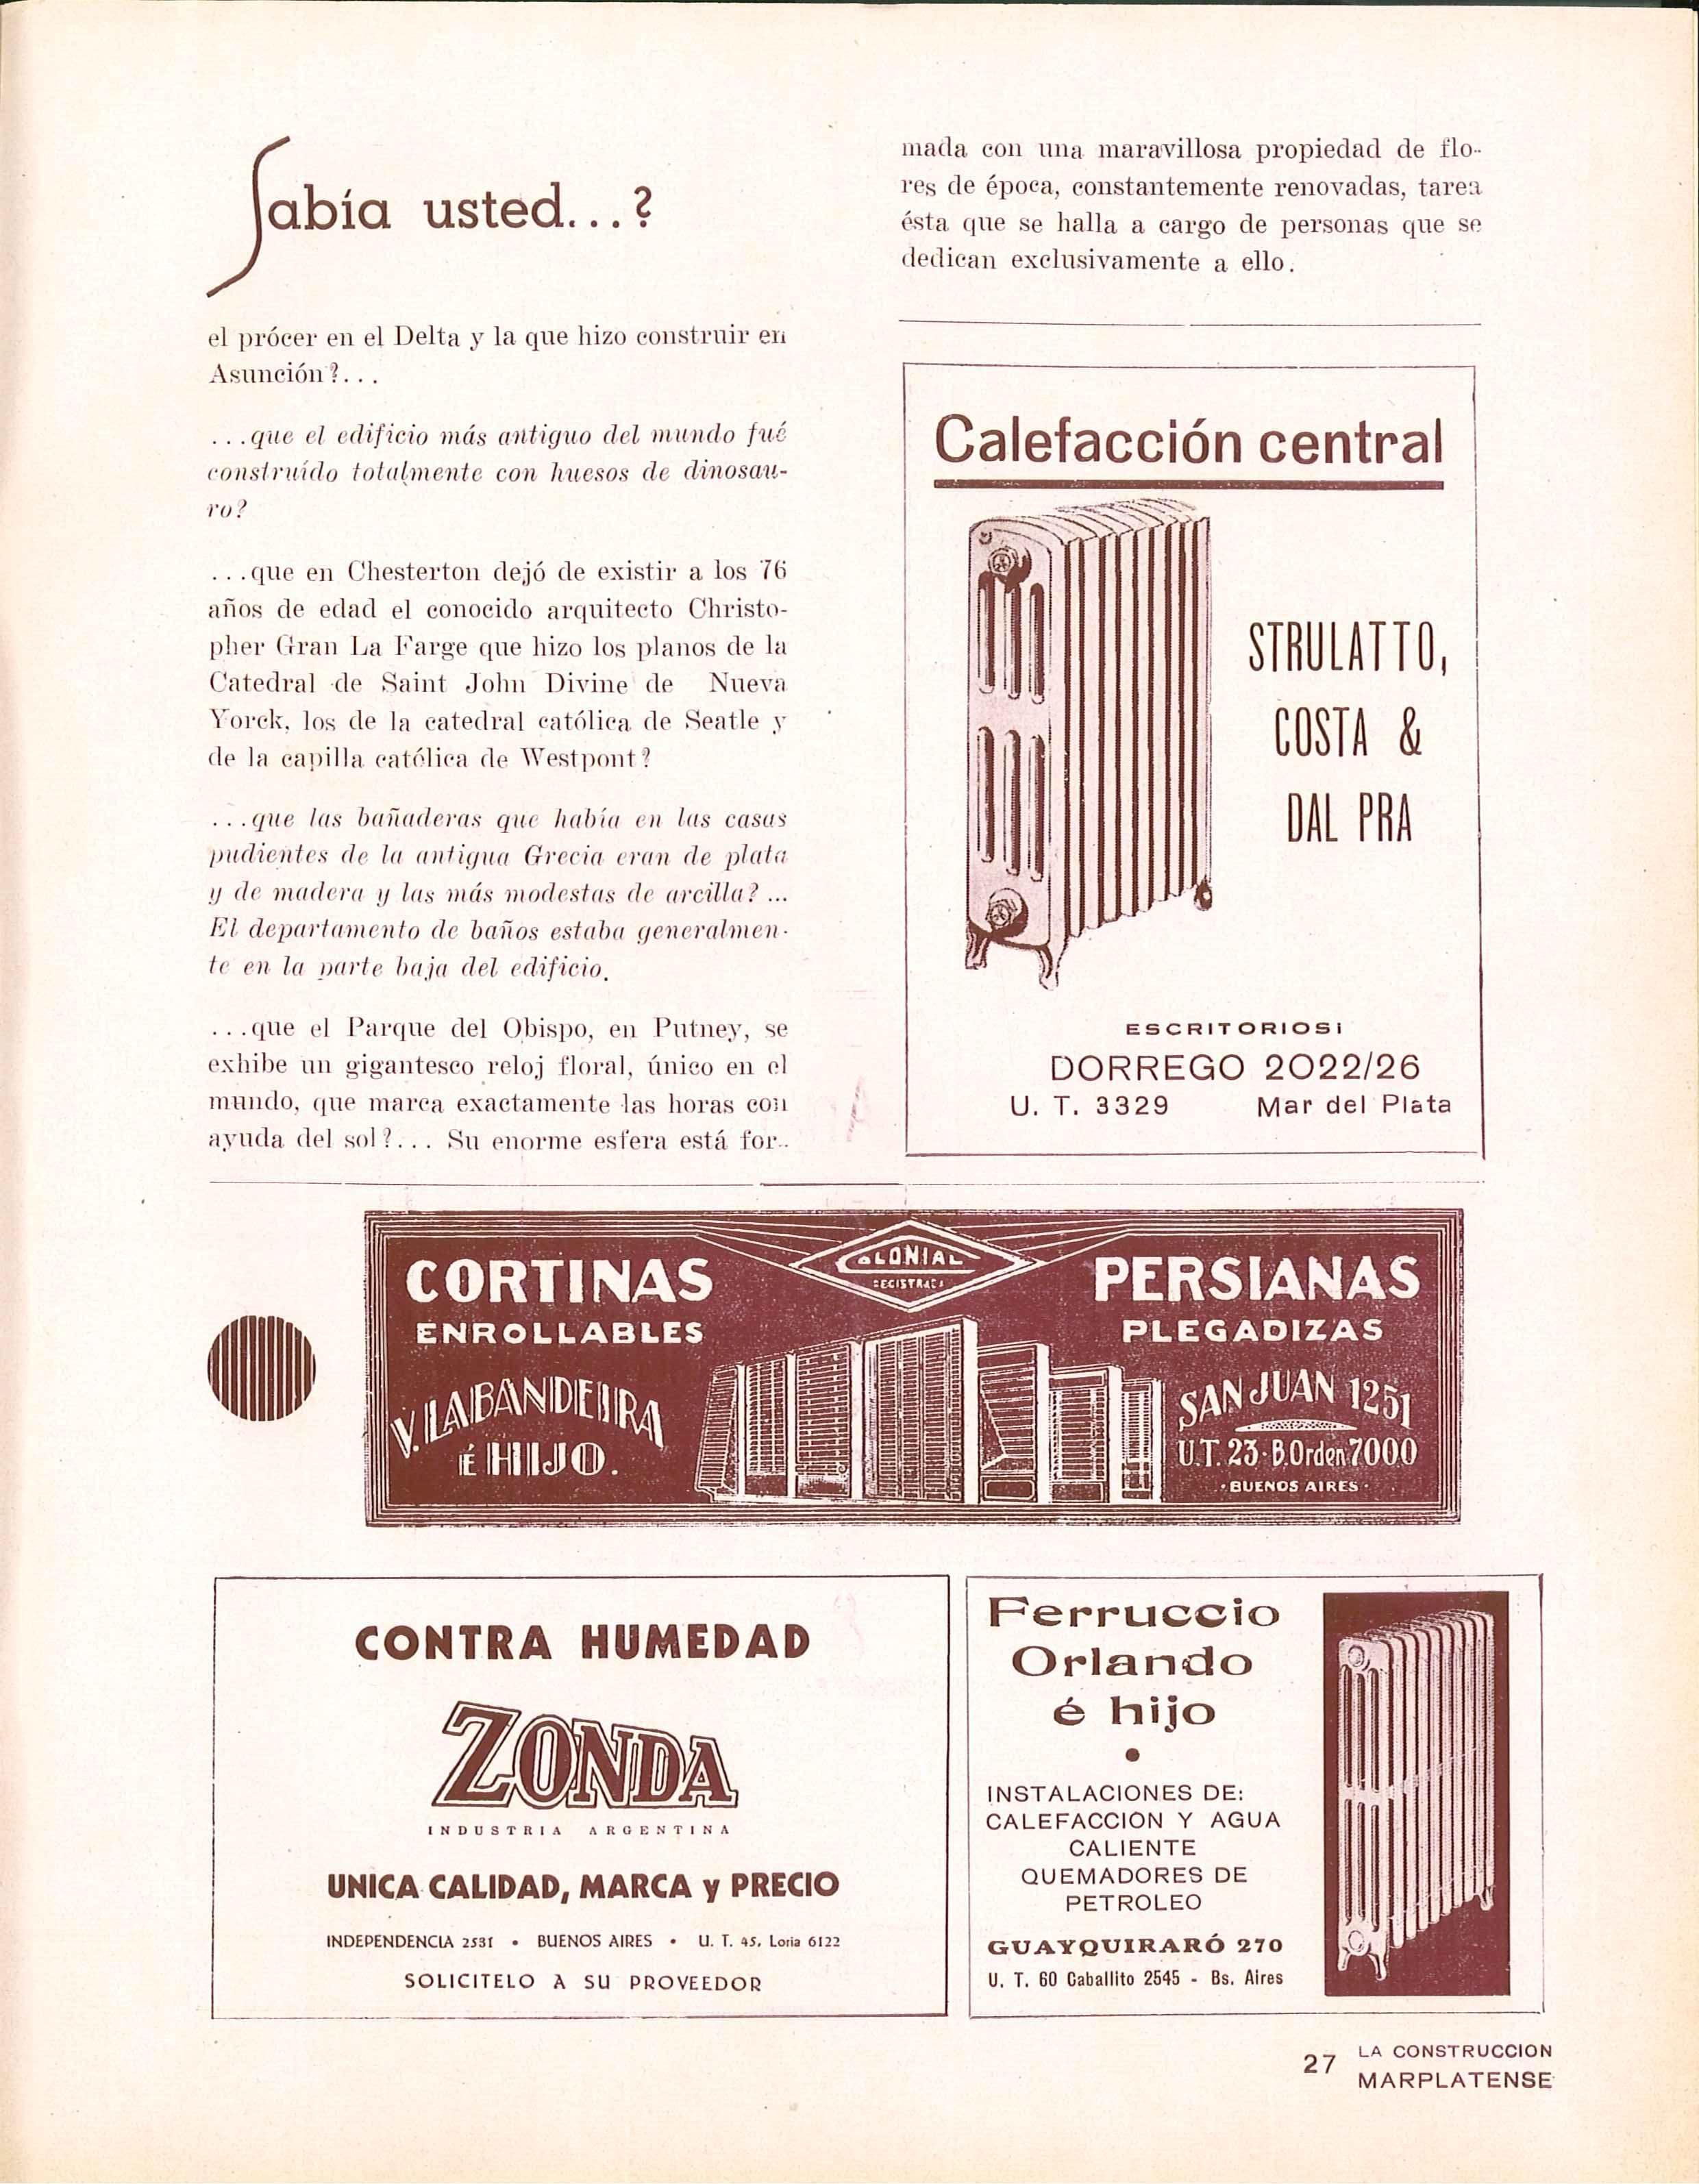 Sabía usted...?
el prócer en el Delta y la que hizo construir en
Asunción?...
...que el edificio más antiguo del mundo fué
construído totalmente con huesos de dinosau-
ro?
...que en Chesterton dejó de existir a los 76
años de edad el conocido arquitecto Christo-
pher Gran La Farge que hizo los planos de la
Catedral de Saint John Divine de Nueva
Yorck, los de la catedral católica de Seatle y
de la capilla católica de Westpont?
...que las bañaderas que había en las casas
pudientes de la antigua Grecia eran de plata
y de madera y las más modestas de arcilla? ...
El departamento de baños estaba generalmen-
te en la parte baja del edificio.
...que el Parque del Obispo, en Putney, se
exhibe un gigantesco reloj floral, único en el
mundo, que marca exactamente las horas con
ayuda del sol?... Su enorme esfera está for-
mada con una maravillosa propiedad de flo-
res de época, constantemente renovadas, tarea
ésta que se halla a cargo de personas que se
dedican exclusivamente a ello.
Calefacción central
STRULATTO,
COSTA &
DAL PRA
ESCRITORIOS:
DORREGO 2022/26
U. T. 3329 Mar del Plata
CORTINAS
ENROLLABLES
V. LABANDEIRA
É HIJO.
COLONIAL
REGISTRADA
PERSIANAS
PLEGADIZAS
SAN JUAN 1251
U.T. 23 - B.Orden 7000
· BUENOS AIRES ·
CONTRA HUMEDAD
ZONDA
INDUSTRIA ARGENTINA
UNICA CALIDAD, MARCA y PRECIO
INDEPENDENCIA 2531 • BUENOS AIRES • U. T. 45, Loria 6122
SOLICITELO A SU PROVEEDOR
Ferruccio
Orlando
é hijo
•
INSTALACIONES DE:
CALEFACCION Y AGUA
CALIENTE
QUEMADORES DE
PETROLEO
GUAYQUIRARÓ 270
U. T. 60 Caballito 2545 - Bs. Aires
27 LA CONSTRUCCION
MARPLATENSE